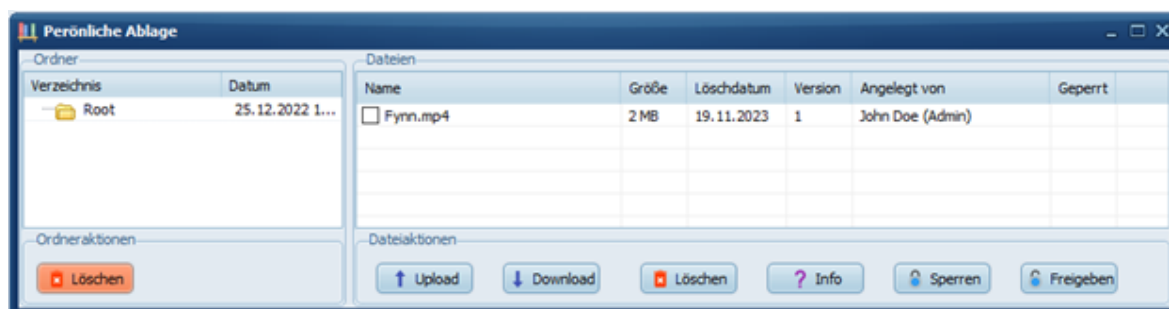 Perönliche Ablage
Ordner
Verzeichnis Datum
Root 25.12.2022 1...
Ordneraktionen
Löschen
Dateien
Name Größe Löschdatum Version Angelegt von Geperrt
Fynn.mp4 2 MB 19.11.2023 1 John Doe (Admin)
Dateiaktionen
Upload Download Löschen ? Info Sperren Freigeben